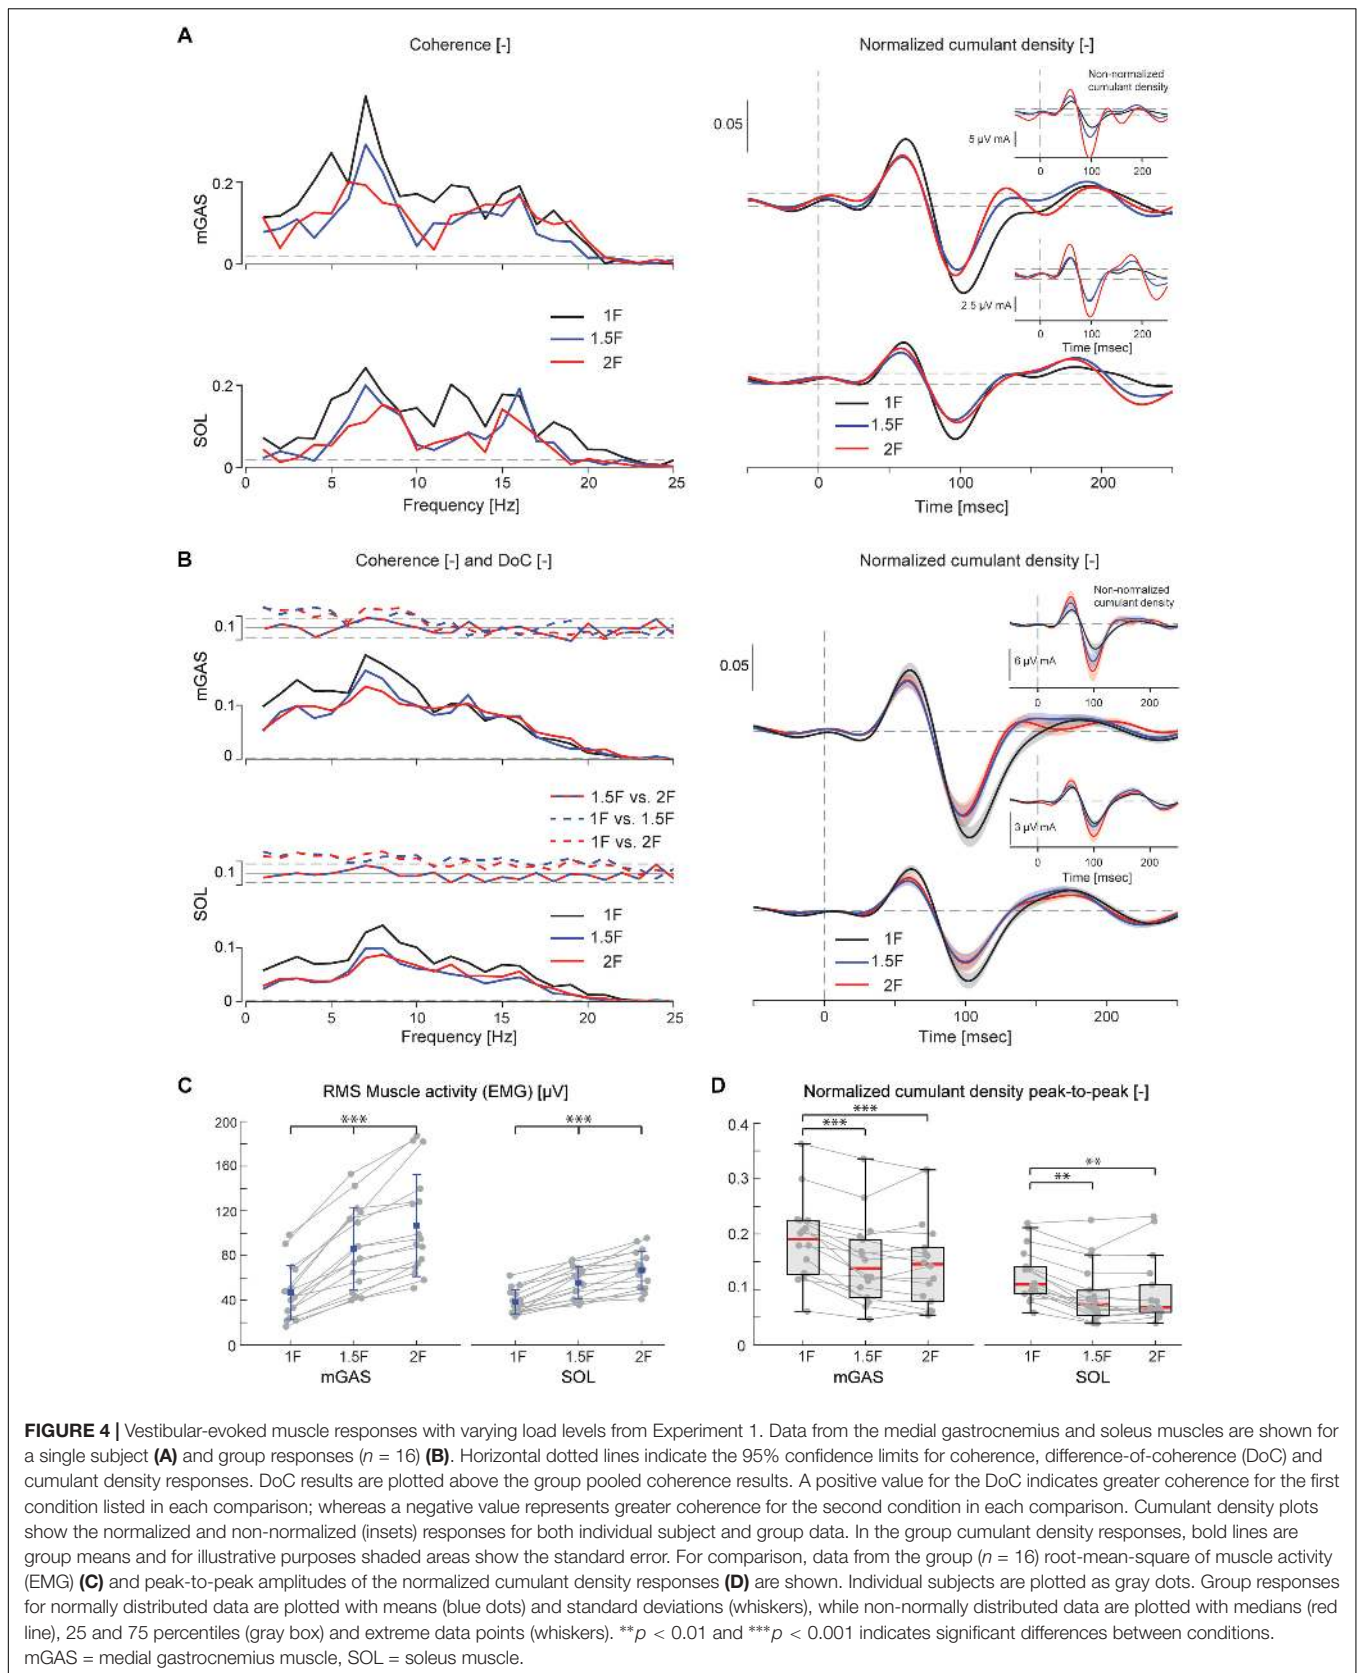 A
Coherence [-]
Normalized cumulant density [-]
Non-normalized
cumulant density
0.05
5 µV mA
0 100 200
0.2
mGAS
0
2 5 µV mA
0 100 200
Time [msec]
1F
1.5F
2F
0.2
SOL
0
0 5 10 15 20 25
Frequency [Hz]
1F
1.5F
2F
0 100 200
Time [msec]
B
Coherence [-] and DoC [-]
Normalized cumulant density [-]
Non-normalized
cumulant density
0.1
mGAS
0.05
6 µV mA
0 100 200
0.1
0
1.5F vs. 2F
1F vs. 1.5F
1F vs. 2F
3 µV mA
0 100 200
Time [msec]
0.1
SOL
1F
1.5F
2F
0.1
0
0 5 10 15 20 25
Frequency [Hz]
1F
1.5F
2F
0 100 200
Time [msec]
C
RMS Muscle activity (EMG) [µV]
200
160
120
80
40
0
***
***
1F 1.5F 2F
mGAS
1F 1.5F 2F
SOL
D
Normalized cumulant density peak-to-peak [-]
0.4
0.3
0.2
0.1
0
***
***
**
**
1F 1.5F 2F
mGAS
1F 1.5F 2F
SOL
FIGURE 4 | Vestibular-evoked muscle responses with varying load levels from Experiment 1. Data from the medial gastrocnemius and soleus muscles are shown for
a single subject (A) and group responses (n = 16) (B). Horizontal dotted lines indicate the 95% confidence limits for coherence, difference-of-coherence (DoC) and
cumulant density responses. DoC results are plotted above the group pooled coherence results. A positive value for the DoC indicates greater coherence for the first
condition listed in each comparison; whereas a negative value represents greater coherence for the second condition in each comparison. Cumulant density plots
show the normalized and non-normalized (insets) responses for both individual subject and group data. In the group cumulant density responses, bold lines are
group means and for illustrative purposes shaded areas show the standard error. For comparison, data from the group (n = 16) root-mean-square of muscle activity
(EMG) (C) and peak-to-peak amplitudes of the normalized cumulant density responses (D) are shown. Individual subjects are plotted as gray dots. Group responses
for normally distributed data are plotted with means (blue dots) and standard deviations (whiskers), while non-normally distributed data are plotted with medians (red
line), 25 and 75 percentiles (gray box) and extreme data points (whiskers). **p < 0.01 and ***p < 0.001 indicates significant differences between conditions.
mGAS = medial gastrocnemius muscle, SOL = soleus muscle.